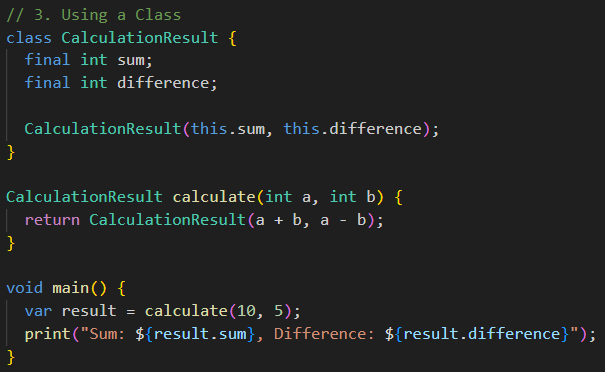 // 3. Using a Class
class CalculationResult {
  final int sum;
  final int difference;

  CalculationResult(this.sum, this.difference);
}

CalculationResult calculate(int a, int b) {
  return CalculationResult(a + b, a - b);
}

void main() {
  var result = calculate(10, 5);
  print("Sum: ${result.sum}, Difference: ${result.difference}");
}